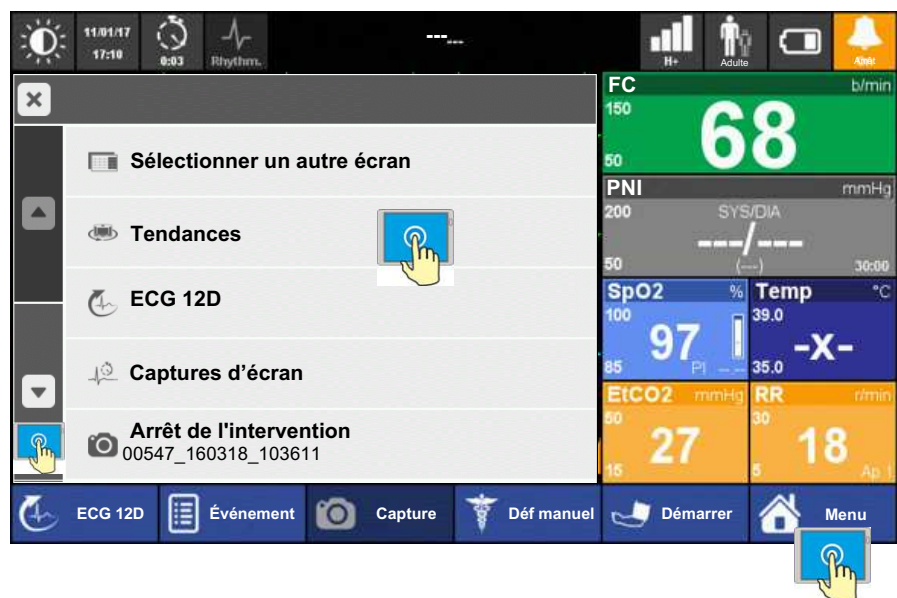 11/01/17
17:10
0:03
Rhythm.
---
---
H+
Adulte
Arrêt
Sélectionner un autre écran
Tendances
ECG 12D
Captures d’écran
Arrêt de l'intervention
00547_160318_103611
FC b/min
150
68
50
PNI mmHg
200 SYS/DIA
---/---
50 (---) 30:00
SpO2 %
100
97
85 PI --.--
Temp °C
39.0
-X-
35.0
EtCO2 mmHg
50
27
15
RR r/min
30
18
5 Ap 1
ECG 12D
Événement
Capture
Déf manuel
Démarrer
Menu